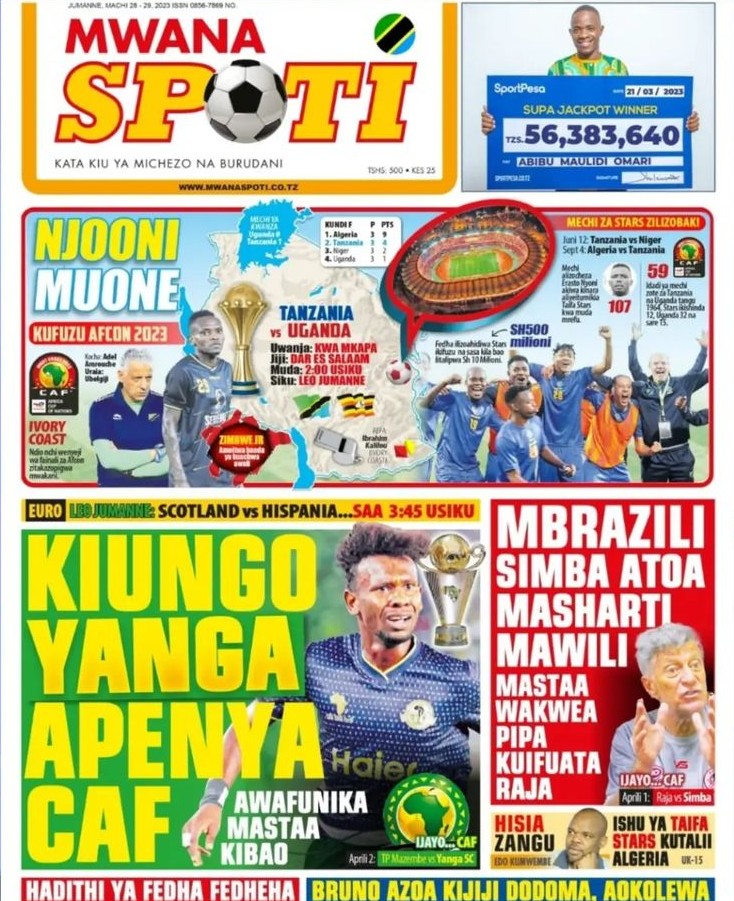 JUMANNE, MACHI 28 - 29, 2023 ISSN 0856-7869 NO.
MWANA
SPOTI
KATA KIU YA MICHEZO NA BURUDANI
TSHS: 500 • KES 25
WWW.MWANASPOTI.CO.TZ
SportPesa
DATE 21 / 03 / 2023
SUPA JACKPOT WINNER
TZS. 56,383,640
PAY ABIBU MAULIDI OMARI
SPORTPESA.CO.TZ
SIGNATURE
NJOONI
MUONE
KUFUZU AFCON 2023
MECHI YA
KWANZA
Uganda 0
Tanzania 1
KUNDI F P PTS
1. Algeria 3 9
2. Tanzania 3 4
3. Niger 3 2
4. Uganda 3 1
MECHI ZA STARS ZILIZOBAKI
Juni 12: Tanzania vs Niger
Sept 4: Algeria vs Tanzania
CAF
Mechi
alizocheza
Erasto Nyoni
akiwa kinara
aliyeitumikia
Taifa Stars
kwa muda
mrefu.
107
59
Idadi ya mechi
zote za Tanzania
na Uganda tangu
1964, Stars ikishinda
12, Uganda 32 na
sare 15.
TANZANIA
vs UGANDA
Uwanja: KWA MKAPA
Jiji: DAR ES SALAAM
Muda: 2:00 USIKU
Siku: LEO JUMANNE
SH500
milioni
Fedha ilizoahidiwa Stars
ikifuzu na sasa kila bao
litalipwa Sh 10 Milioni.
CAF
Kocha: Adel
Amrouche
Uraia:
Ubelgiji
IVORY
COAST
Ndio nchi wenyeji
wa fainali za Afcon
zitakazopigwa
mwakani.
ZIMBWE JR
REFA
Ibrahim
Kalilou
EVORY
COAST
EURO LEO JUMANNE: SCOTLAND vs HISPANIA...SAA 3:45 USIKU
KIUNGO
YANGA
APENYA
CAF
AWAFUNIKA
MASTAA
KIBAO
Haier
IJAYO... CAF
Aprili 2: TP Mazembe vs Yanga SC
MBRAZILI
SIMBA ATOA
MASHARTI
MAWILI
MASTAA
WAKWEA
PIPA
KUIFUATA
RAJA
IJAYO... CAF
Aprili 1: Raja vs Simba
HISIA
ZANGU
EDO KUMWEMBE
ISHU YA TAIFA
STARS KUTALII
ALGERIA UK-15
HADITHI YA FEDHA FEDHEHA
BRUNO AZOA KIJIJI DODOMA, AOKOLEWA